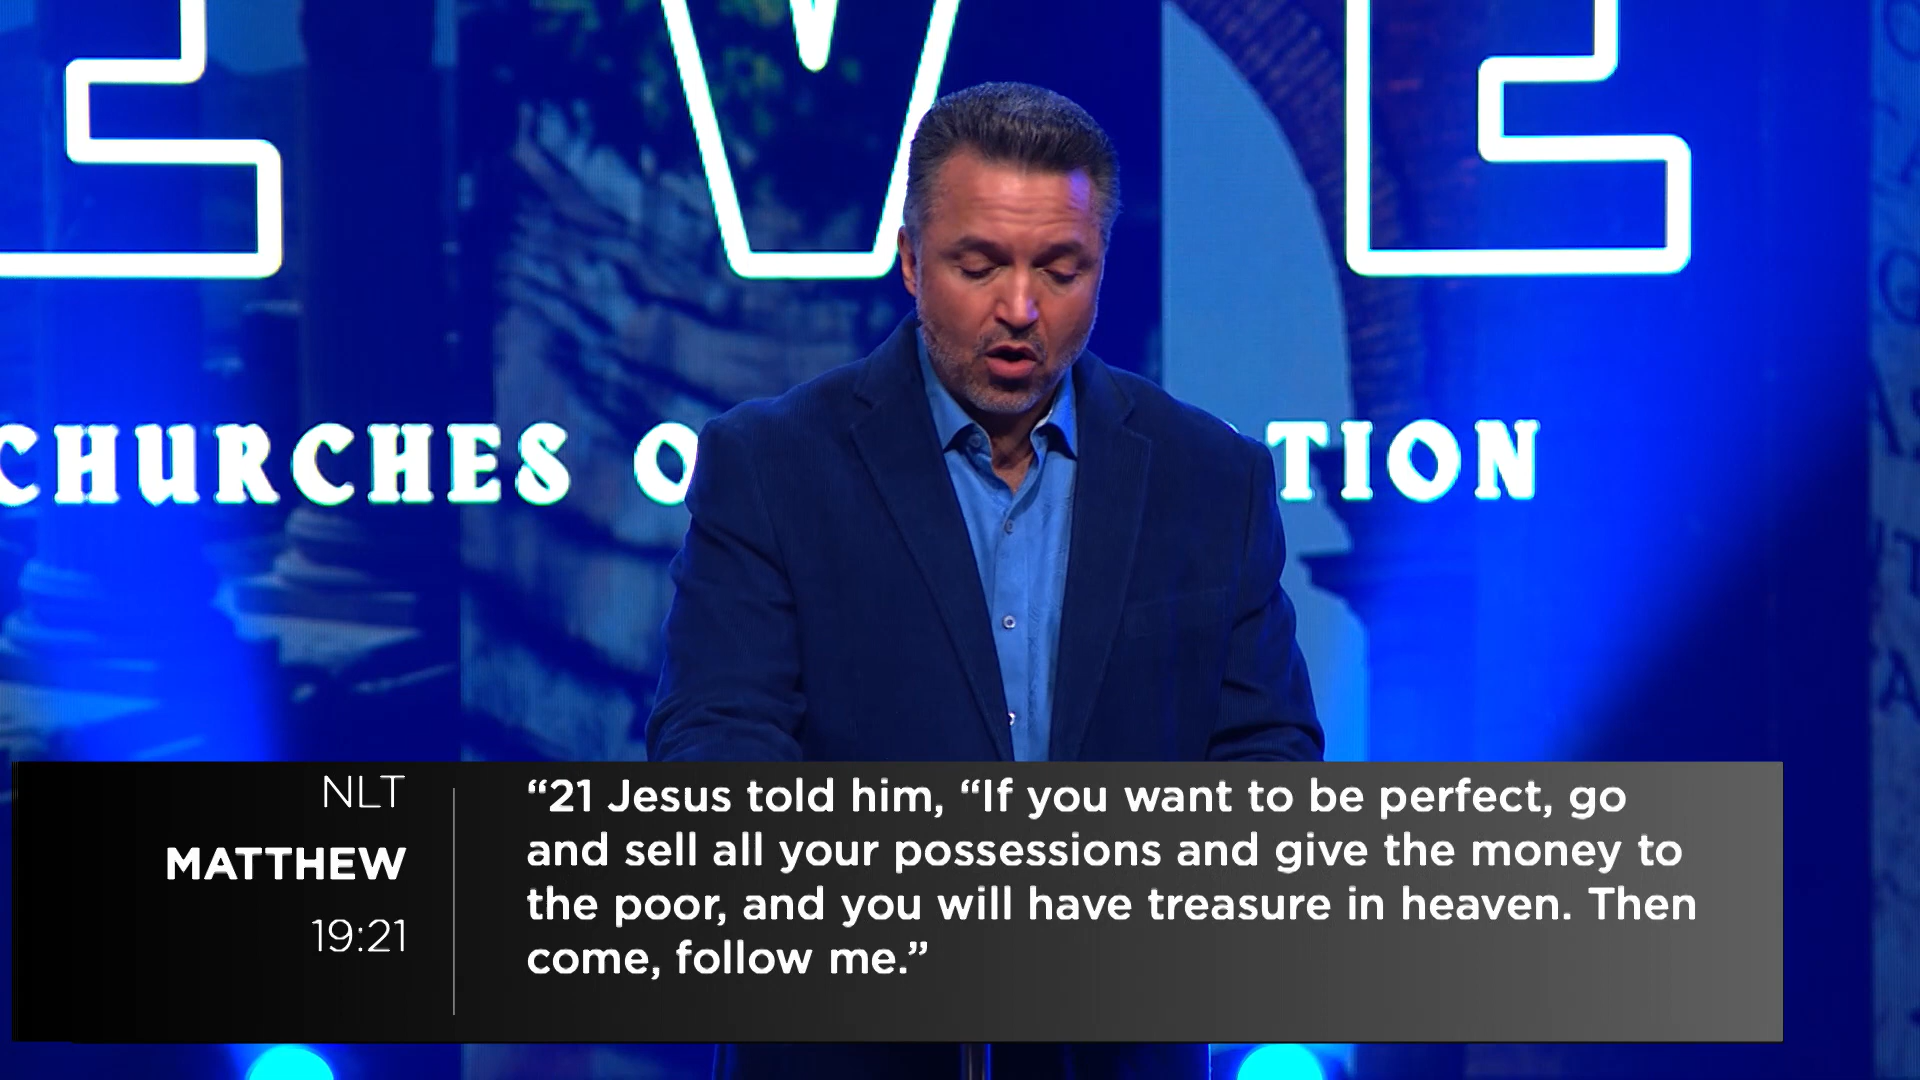 E V E
CHURCHES O TION
NLT
MATTHEW
19:21
“21 Jesus told him, “If you want to be perfect, go
and sell all your possessions and give the money to
the poor, and you will have treasure in heaven. Then
come, follow me.”